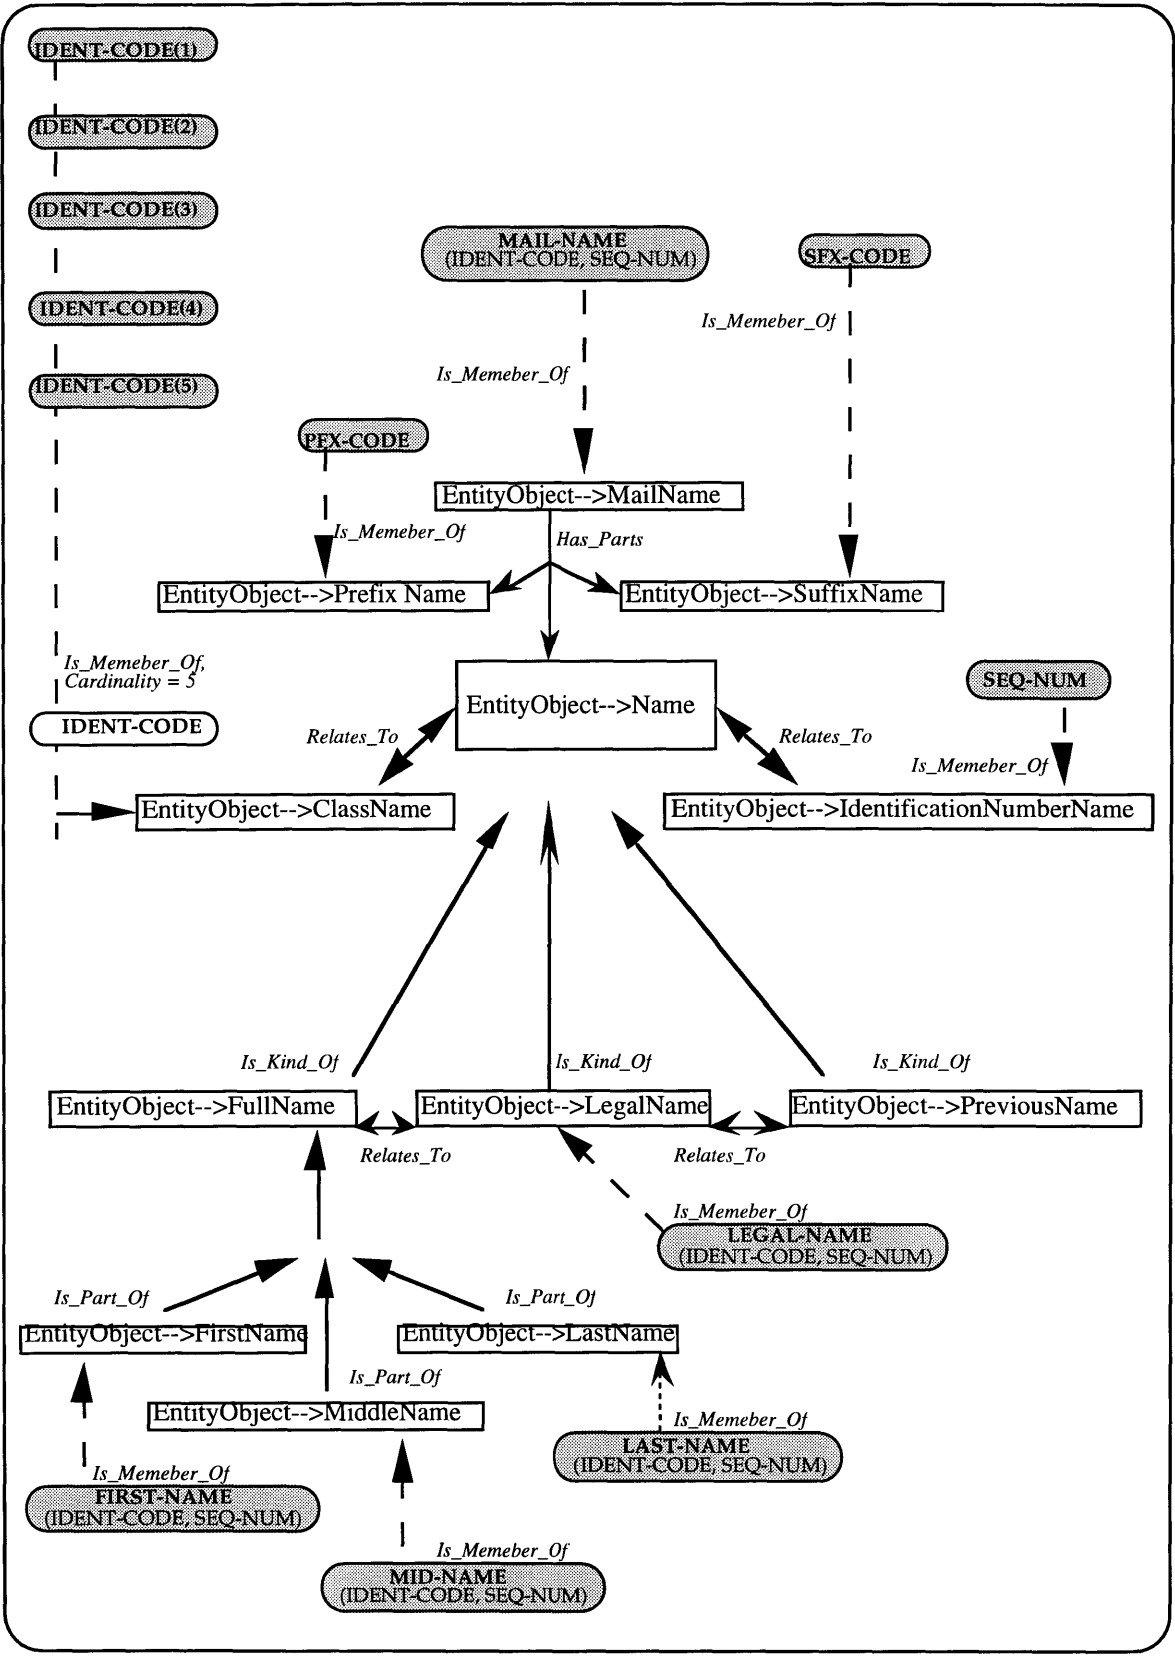 IDENT-CODE(1)
IDENT-CODE(2)
IDENT-CODE(3)
MAIL-NAME
(IDENT-CODE, SEQ-NUM)
SFX-CODE
IDENT-CODE(4)
Is_Memeber_Of
Is_Memeber_Of
IDENT-CODE(5)
PFX-CODE
EntityObject-->MailName
Is_Memeber_Of
Has_Parts
EntityObject-->Prefix Name
EntityObject-->SuffixName
Is_Memeber_Of,
Cardinality = 5
IDENT-CODE
EntityObject-->Name
SEQ-NUM
Relates_To
Relates_To
Is_Memeber_Of
EntityObject-->ClassName
EntityObject-->IdentificationNumberName
Is_Kind_Of
Is_Kind_Of
Is_Kind_Of
EntityObject-->FullName
EntityObject-->LegalName
EntityObject-->PreviousName
Relates_To
Relates_To
Is_Memeber_Of
LEGAL-NAME
(IDENT-CODE, SEQ-NUM)
Is_Part_Of
Is_Part_Of
EntityObject-->FirstName
EntityObject-->LastName
Is_Part_Of
EntityObject-->MiddleName
Is_Memeber_Of
LAST-NAME
(IDENT-CODE, SEQ-NUM)
Is_Memeber_Of
FIRST-NAME
(IDENT-CODE, SEQ-NUM)
Is_Memeber_Of
MID-NAME
(IDENT-CODE, SEQ-NUM)